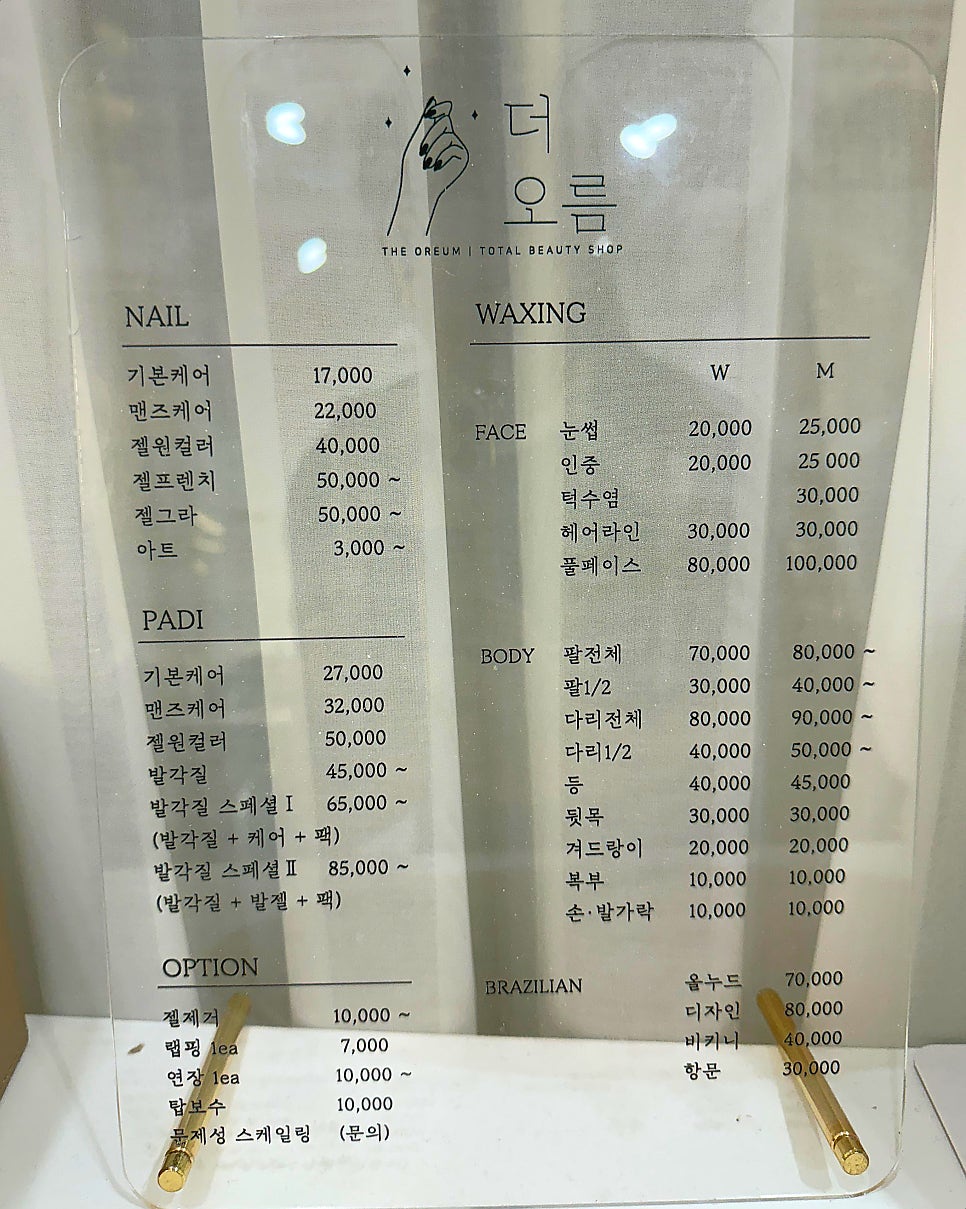 더
오름
THE OREUM | TOTAL BEAUTY SHOP
NAIL
기본케어 17,000
맨즈케어 22,000
젤원컬러 40,000
젤프렌치 50,000 ~
젤그라 50,000 ~
아트 3,000 ~
PADI
기본케어 27,000
맨즈케어 32,000
젤원컬러 50,000
발각질 45,000 ~
발각질 스페셜Ⅰ 65,000 ~
(발각질 + 케어 + 팩)
발각질 스페셜Ⅱ 85,000 ~
(발각질 + 발젤 + 팩)
OPTION
젤제거 10,000 ~
랩핑 1ea 7,000
연장 1ea 10,000 ~
탑보수 10,000
문제성 스케일링 (문의)
WAXING
W M
FACE 눈썹 20,000 25,000
인중 20,000 25 000
턱수염 30,000
헤어라인 30,000 30,000
풀페이스 80,000 100,000
BODY 팔전체 70,000 80,000 ~
팔1/2 30,000 40,000 ~
다리전체 80,000 90,000 ~
다리1/2 40,000 50,000 ~
등 40,000 45,000
뒷목 30,000 30,000
겨드랑이 20,000 20,000
복부 10,000 10,000
손·발가락 10,000 10,000
BRAZILIAN 올누드 70,000
디자인 80,000
비키니 40,000
항문 30,000